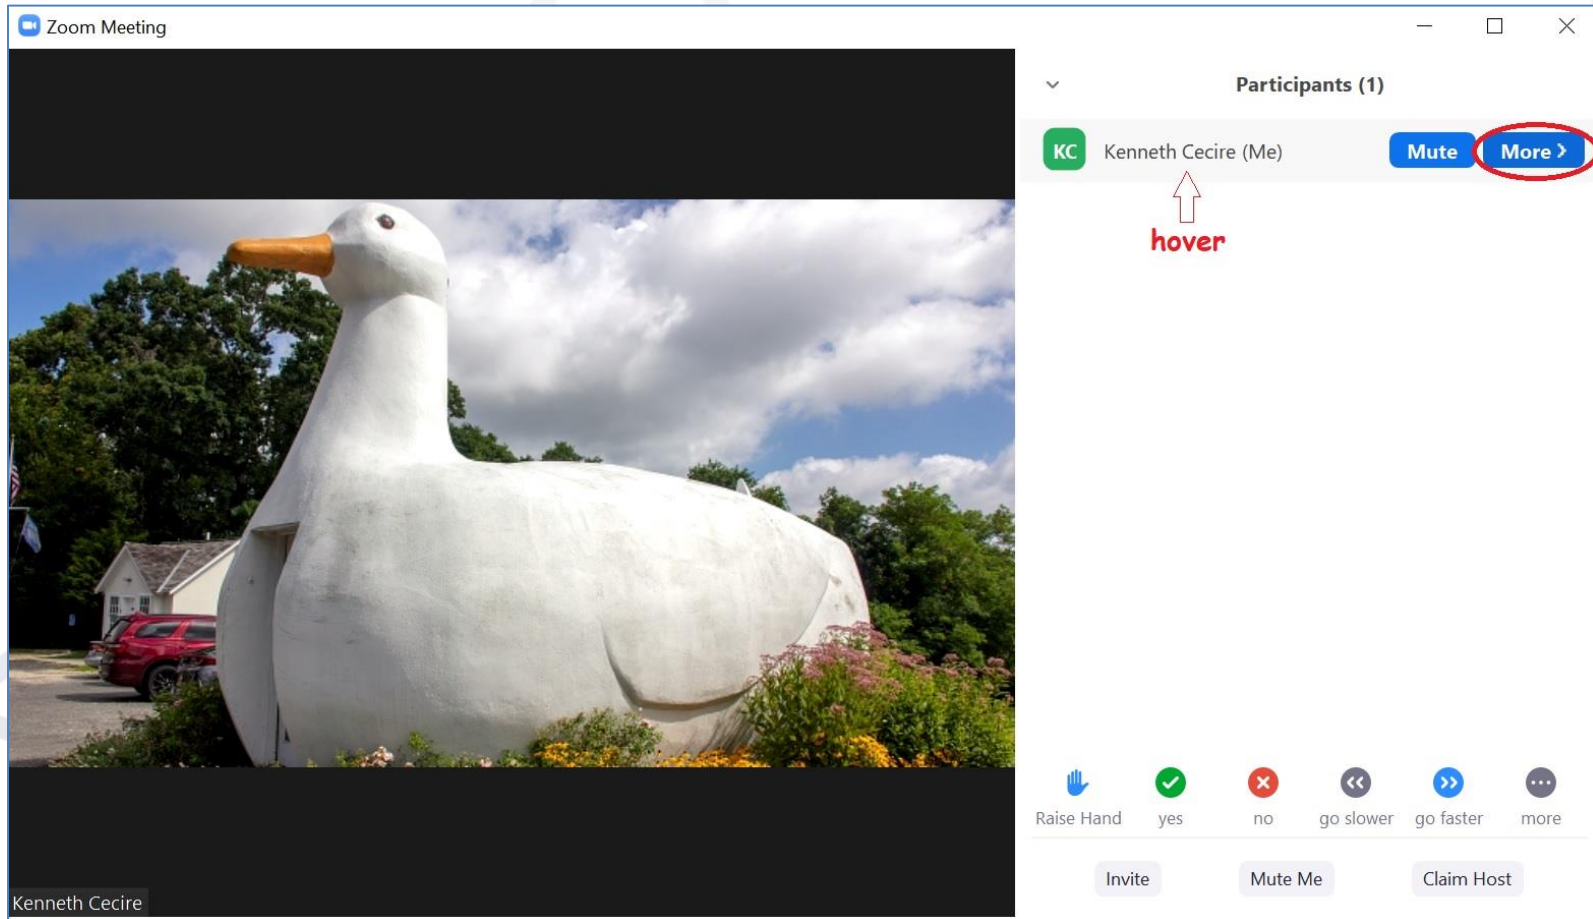 Zoom Meeting
Participants (1)
KC Kenneth Cecire (Me) Mute More
hover
Raise Hand yes no go slower go faster more
Invite Mute Me Claim Host
Kenneth Cecire